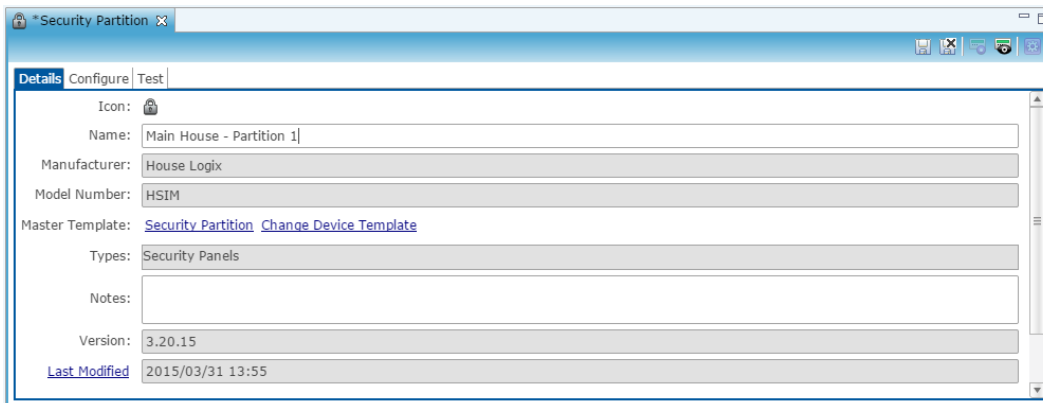 *Security Partition
Details Configure Test
Icon:
Name: Main House - Partition 1
Manufacturer: House Logix
Model Number: HSIM
Master Template: Security Partition Change Device Template
Types: Security Panels
Notes:
Version: 3.20.15
Last Modified 2015/03/31 13:55